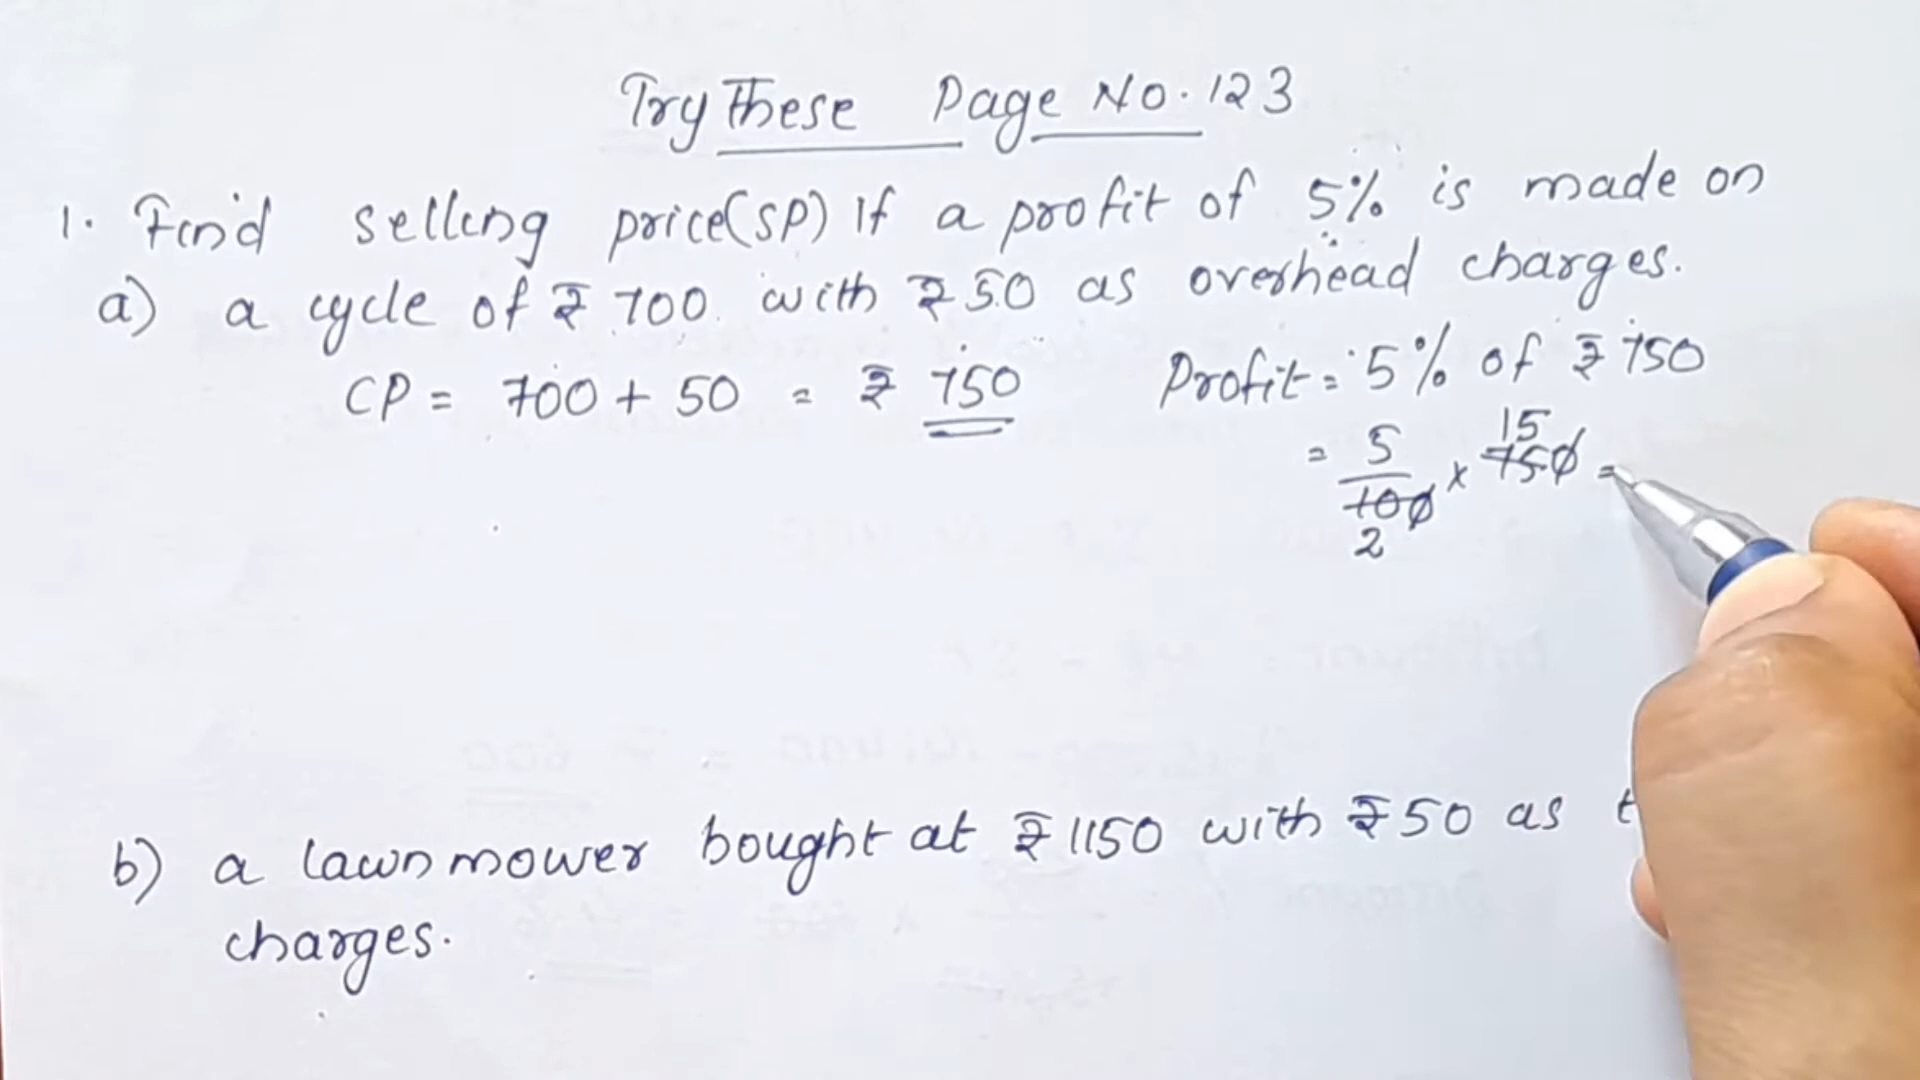 Try These Page No. 123
1. Find selling price(SP) If a profit of 5% is made on
a) a cycle of ₹ 700 with ₹50 as overhead charges.
CP = 700 + 50 = ₹ 750
Profit = 5% of ₹ 750
= 5/100 x 750 =
15
2
b) a lawn mower bought at ₹1150 with ₹50 as
charges.